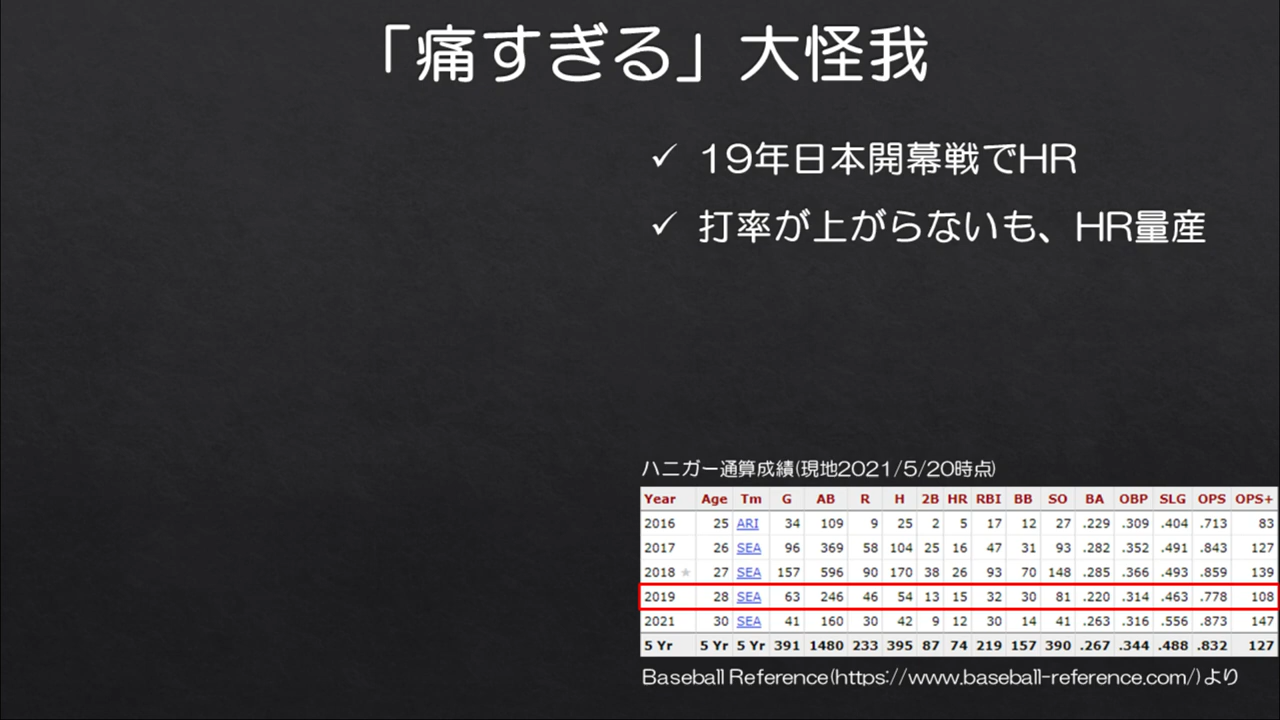 「痛すぎる」大怪我
✓ 19年日本開幕戦でHR
✓ 打率が上がらないも、HR量産
ハニガー通算成績(現地2021/5/20時点)
Year Age Tm G AB R H 2B HR RBI BB SO BA OBP SLG OPS OPS+
2016 25 ARI 34 109 9 25 2 5 17 12 27 .229 .309 .404 .713 83
2017 26 SEA 96 369 58 104 25 16 47 31 93 .282 .352 .491 .843 127
2018 ★ 27 SEA 157 596 90 170 38 26 93 70 148 .285 .366 .493 .859 139
2019 28 SEA 63 246 46 54 13 15 32 30 81 .220 .314 .463 .778 108
2021 30 SEA 41 160 30 42 9 12 30 14 41 .263 .316 .556 .873 147
5 Yr 5 Yr 5 Yr 391 1480 233 395 87 74 219 157 390 .267 .344 .488 .832 127
Baseball Reference(https://www.baseball-reference.com/)より